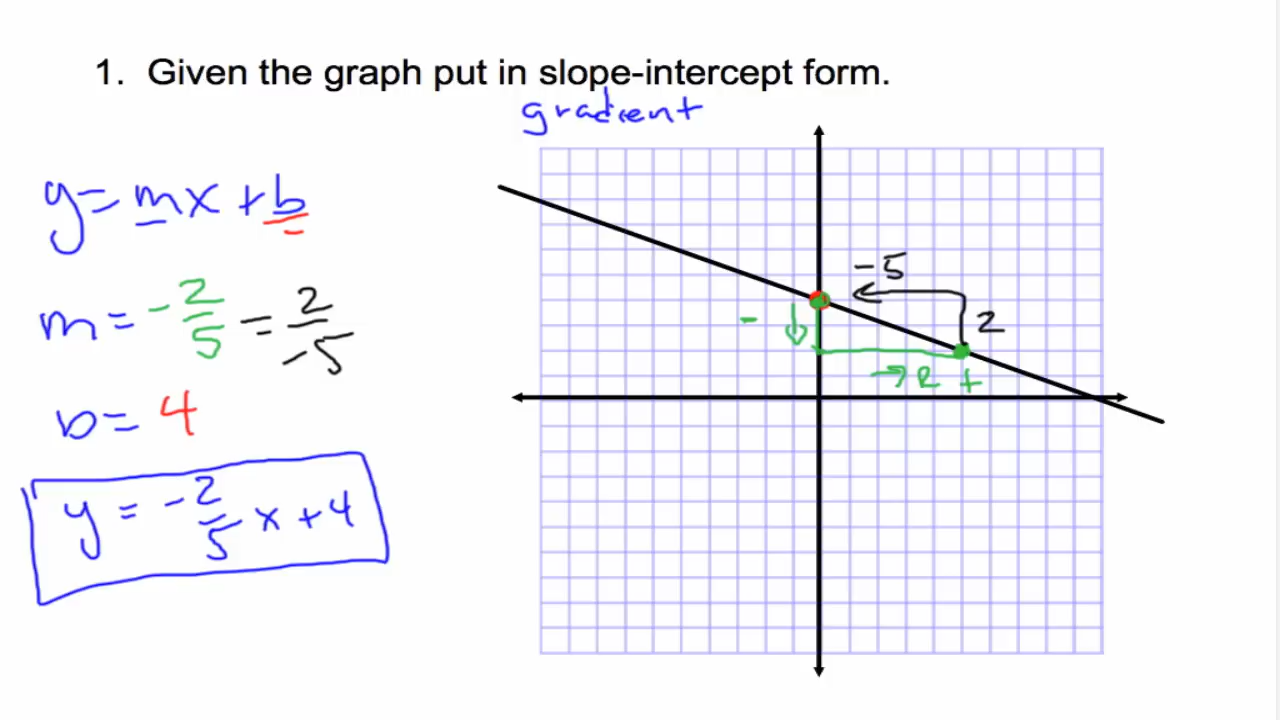 1. Given the graph put in slope-intercept form.
gradient
y = mx + b
m = -2/5 = 2/-5
b = 4
y = -2/5 x + 4
-5
2
-
→ R +